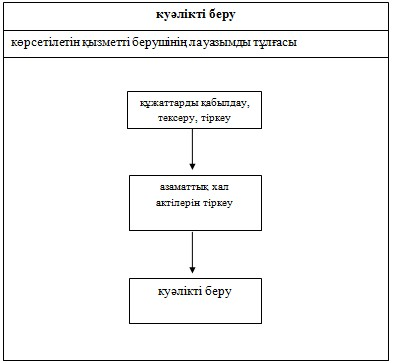 куәлікті беру
көрсетілетін қызметті берушінің лауазымды тұлғасы
құжаттарды қабылдау,
тексеру, тіркеу
азаматтық хал
актілерін тіркеу
куәлікті беру